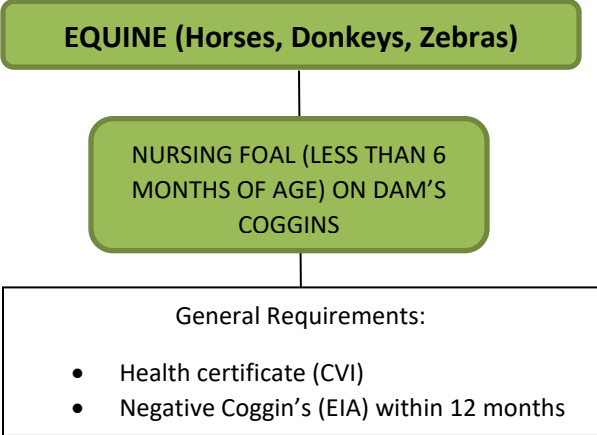 EQUINE (Horses, Donkeys, Zebras)
NURSING FOAL (LESS THAN 6
MONTHS OF AGE) ON DAM’S
COGGINS
General Requirements:
• Health certificate (CVI)
• Negative Coggin’s (EIA) within 12 months